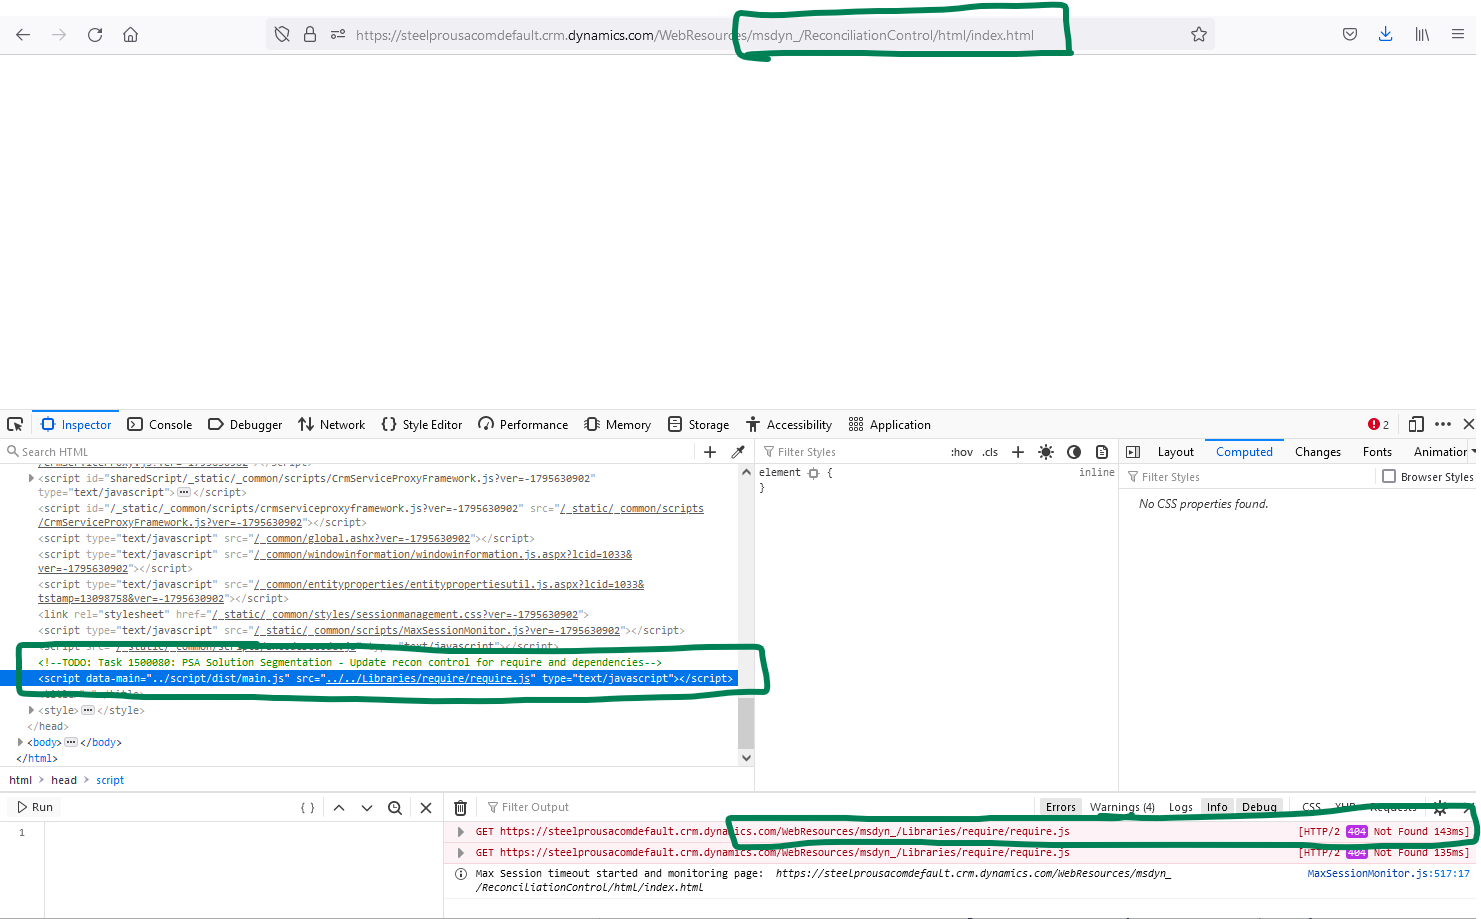 https://steelprousacomdefault.crm.dynamics.com/WebResources/msdyn_/ReconciliationControl/html/index.html
Inspector Console Debugger Network Style Editor Performance Memory Storage Accessibility Application 2
Search HTML
Filter Styles :hov .cls
Layout Computed Changes Fonts Animation
/CrmServiceProxy.js?ver=-1795630902"></script>
<script id="sharedScript/_static/_common/scripts/CrmServiceProxyFramework.js?ver=-1795630902"
type="text/javascript"> </script>
<script id="/_static/_common/scripts/crmserviceproxyframework.js?ver=-1795630902" src="/_static/_common/scripts
/CrmServiceProxyFramework.js?ver=-1795630902"></script>
<script type="text/javascript" src="/_common/global.ashx?ver=-1795630902"></script>
<script type="text/javascript" src="/_common/windowinformation/windowinformation.js.aspx?lcid=1033&
ver=-1795630902"></script>
<script type="text/javascript" src="/_common/entityproperties/entitypropertiesutil.js.aspx?lcid=1033&
tstamp=13098758&ver=-1795630902"></script>
<link rel="stylesheet" href="/_static/_common/styles/sessionmanagement.css?ver=-1795630902">
<script type="text/javascript" src="/_static/_common/scripts/MaxSessionMonitor.js?ver=-1795630902"></script>
<!--TODO: Task 1500080: PSA Solution Segmentation - Update recon control for require and dependencies-->
<script data-main="../script/dist/main.js" src="../../Libraries/require/require.js" type="text/javascript"></script>
<style> </style>
</head>
<body> </body>
</html>
html > head > script
element {
inline
}
Filter Styles Browser Styles
No CSS properties found.
Run { }
1
Filter Output Errors Warnings (4) Logs Info Debug CSS XHR Requests
GET https://steelprousacomdefault.crm.dynamics.com/WebResources/msdyn_/Libraries/require/require.js [HTTP/2 404 Not Found 143ms]
GET https://steelprousacomdefault.crm.dynamics.com/WebResources/msdyn_/Libraries/require/require.js [HTTP/2 404 Not Found 135ms]
Max Session timeout started and monitoring page: https://steelprousacomdefault.crm.dynamics.com/WebResources/msdyn_ MaxSessionMonitor.js:517:17
/ReconciliationControl/html/index.html